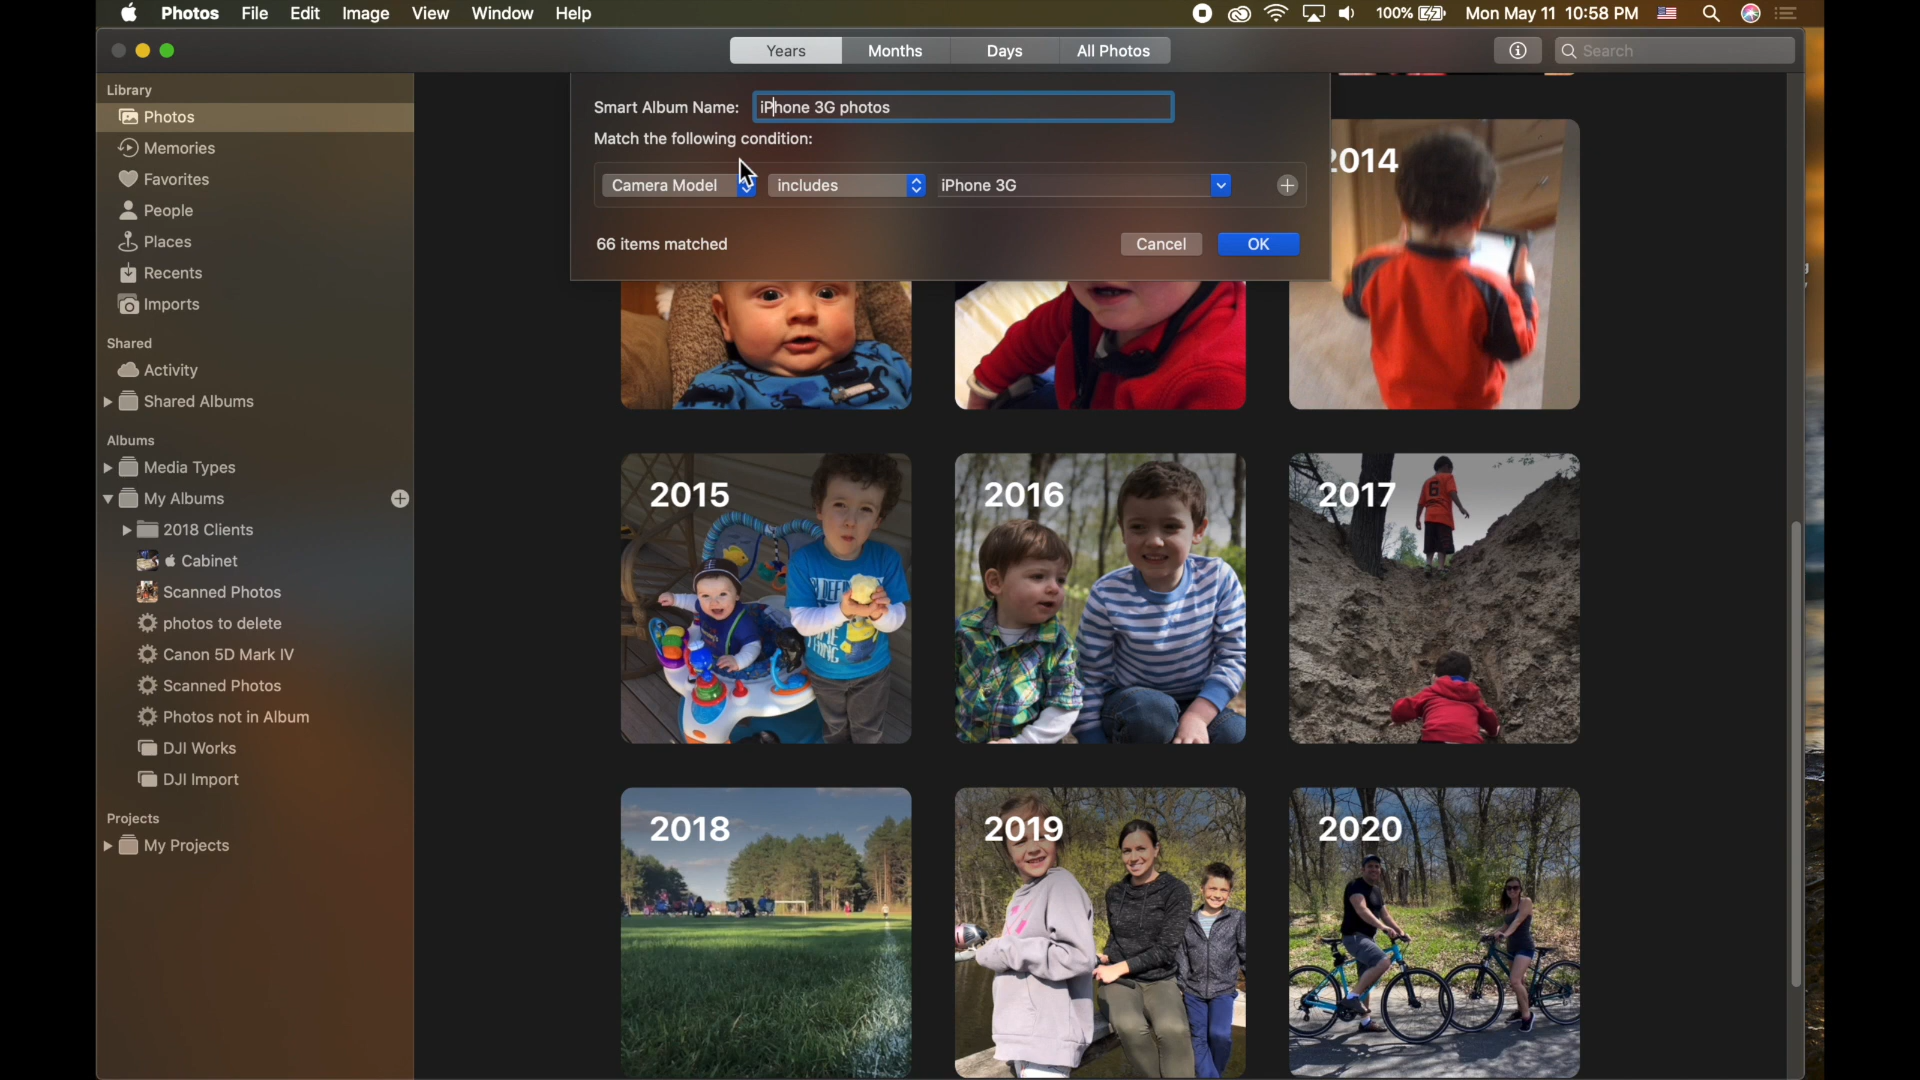 Photos File Edit Image View Window Help
100% Mon May 11 10:58 PM
Years Months Days All Photos
Search
Library
Photos
Memories
Favorites
People
Places
Recents
Imports
Shared
Activity
Shared Albums
Albums
Media Types
My Albums
2018 Clients
Cabinet
Scanned Photos
photos to delete
Canon 5D Mark IV
Scanned Photos
Photos not in Album
DJI Works
DJI Import
Projects
My Projects
Smart Album Name: iPhone 3G photos
Match the following condition:
Camera Model includes iPhone 3G
66 items matched Cancel OK
2014
2015 2016 2017
6
2018 2019 2020